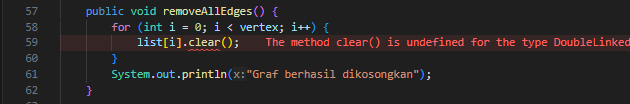 57 public void removeAllEdges() {
58 for (int i = 0; i < vertex; i++) {
59 list[i].clear(); The method clear() is undefined for the type DoubleLinked
60 }
61 System.out.println(x:"Graf berhasil dikosongkan");
62 }